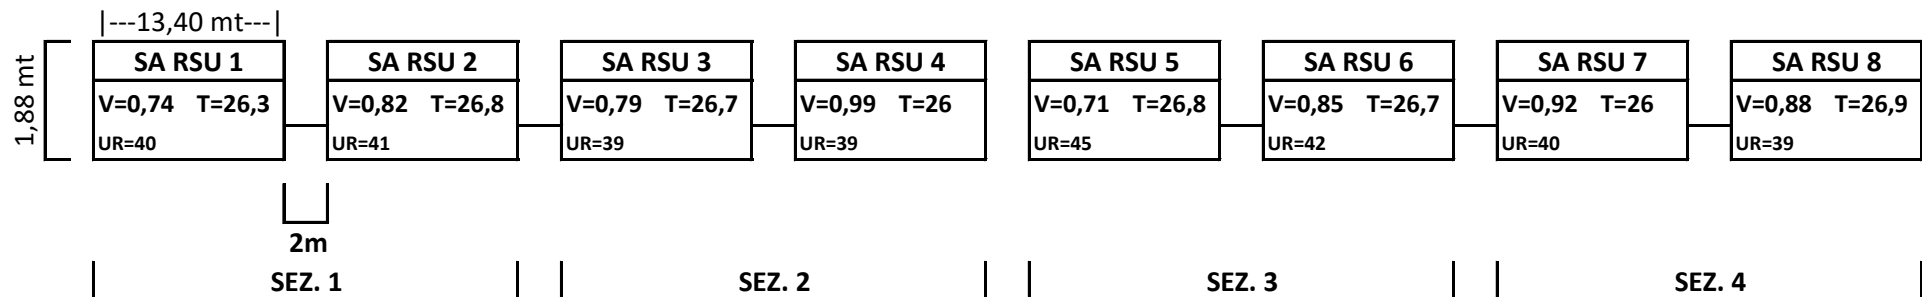 |---13,40 mt---|
1,88 mt
SA RSU 1 SA RSU 2 SA RSU 3 SA RSU 4 SA RSU 5 SA RSU 6 SA RSU 7 SA RSU 8
V=0,74 T=26,3 V=0,82 T=26,8 V=0,79 T=26,7 V=0,99 T=26 V=0,71 T=26,8 V=0,85 T=26,7 V=0,92 T=26 V=0,88 T=26,9
UR=40 UR=41 UR=39 UR=39 UR=45 UR=42 UR=40 UR=39
2m
SEZ. 1 SEZ. 2 SEZ. 3 SEZ. 4